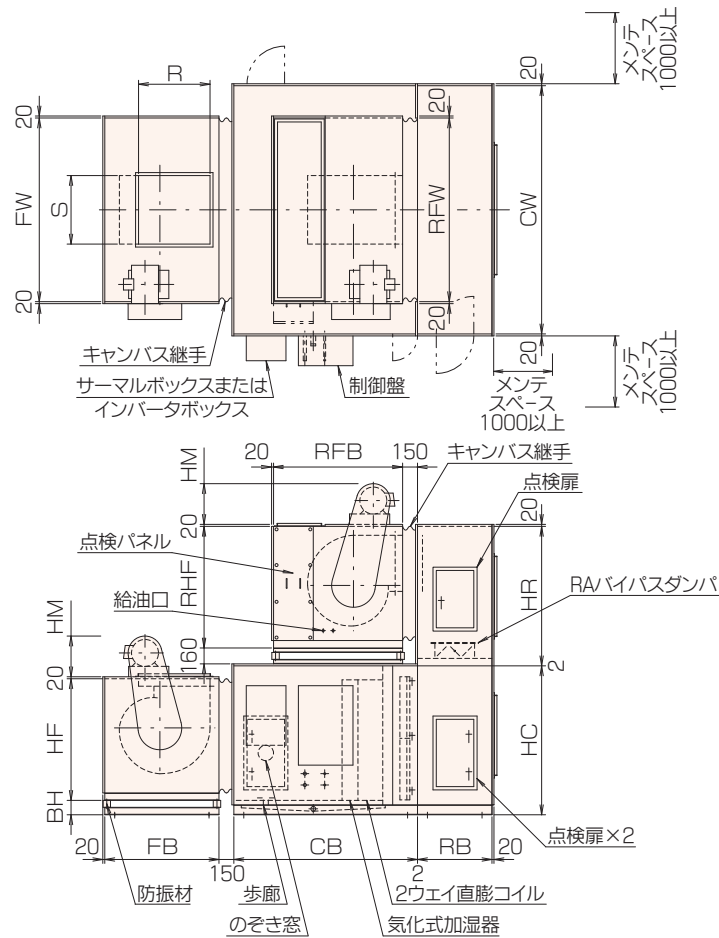 メンテ
スペース
1000以上
20
R
20
20
FW
S
RFW
CW
20
20
20
キャンバス継手
サーマルボックスまたは
インバータボックス
制御盤
メンテ
スペース
1000以上
メンテ
スペース
1000以上
HM
20
RFB
150
キャンバス継手
点検扉
20
20
点検パネル
RHF
HR
RAバイパスダンパ
給油口
HM
160
2
20
HF
HC
BH
20
FB
150
CB
2
RB
20
点検扉×2
防振材
歩廊
2ウェイ直膨コイル
のぞき窓
気化式加湿器